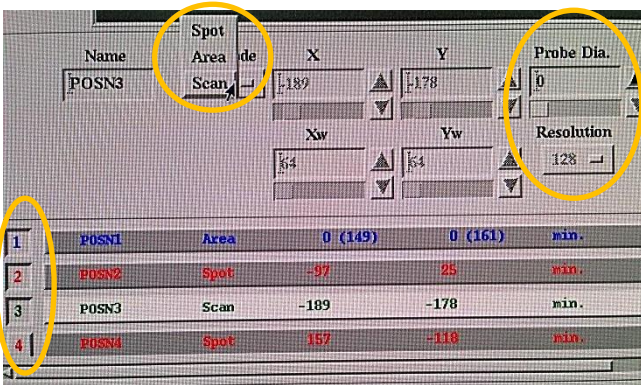 Spot
Name Area de X Y Probe Dia.
POSN3 Scan -189 -178 0
Xw Yw Resolution
64 64 128
1 POSN1 Area 0 (149) 0 (161) min.
2 POSN2 Spot -97 25 min.
3 POSN3 Scan -189 -178 min.
4 POSN4 Spot 157 -118 min.